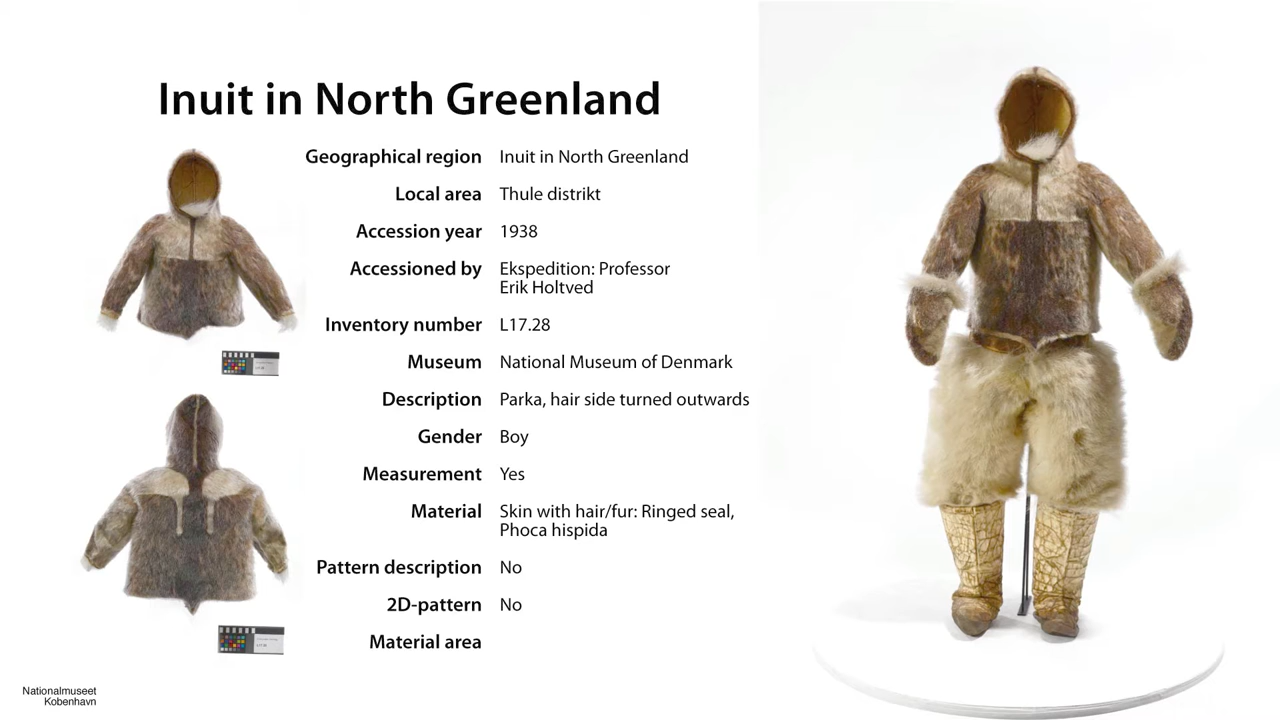 Inuit in North Greenland
Geographical region Inuit in North Greenland
Local area Thule distrikt
Accession year 1938
Accessioned by Ekspedition: Professor
Erik Holtved
Inventory number L17.28
Museum National Museum of Denmark
Description Parka, hair side turned outwards
Gender Boy
Measurement Yes
Material Skin with hair/fur: Ringed seal,
Phoca hispida
Pattern description No
2D-pattern No
Material area
Nationalmuseet
Kobenhavn